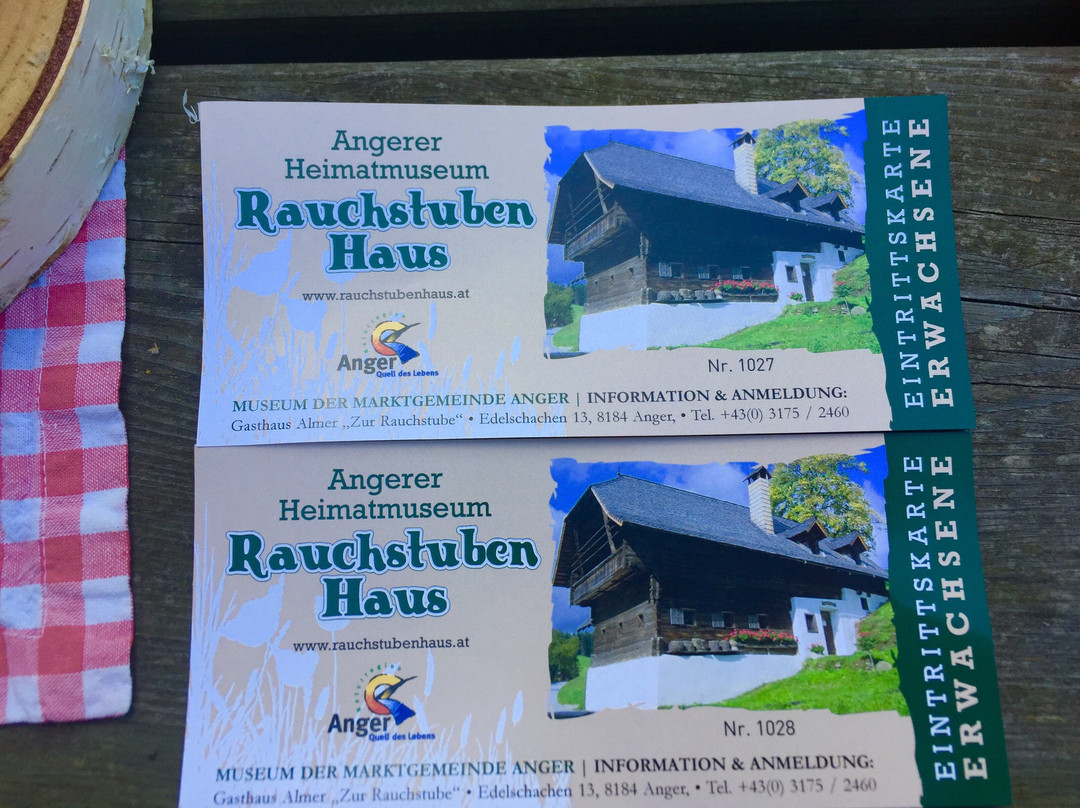 Angerer
Heimatmuseum
Rauchstuben
Haus
www.rauchstubenhaus.at
Anger
Quell des Lebens
Nr. 1027
MUSEUM DER MARKTGEMEINDE ANGER | INFORMATION & ANMELDUNG:
Gasthaus Almer „Zur Rauchstube“ • Edelschachen 13, 8184 Anger, • Tel. +43(0) 3175 / 2460
EINTRITTSKARTE
ERWACHSENE
Angerer
Heimatmuseum
Rauchstuben
Haus
www.rauchstubenhaus.at
Anger
Quell des Lebens
Nr. 1028
MUSEUM DER MARKTGEMEINDE ANGER | INFORMATION & ANMELDUNG:
Gasthaus Almer „Zur Rauchstube“ • Edelschachen 13, 8184 Anger, • Tel. +43(0) 3175 / 2460
EINTRITTSKARTE
ERWACHSENE